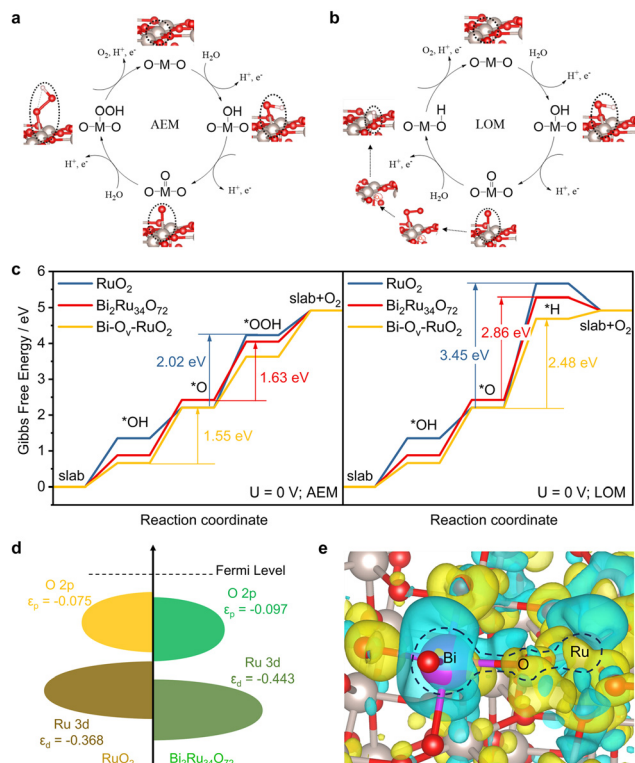 a
b
O₂, H⁺, e⁻
H₂O
O-M-O
H⁺, e⁻
OOH
O-M-O
AEM
OH
O-M-O
H⁺, e⁻
H₂O
O
O-M-O
H⁺, e⁻
O₂, H⁺, e⁻
H₂O
O-M-O
H⁺, e⁻
H
O-M-O
LOM
OH
O-M-O
H⁺, e⁻
H₂O
O
O-M-O
H⁺, e⁻
c
Gibbs Free Energy / eV
6
5
4
3
2
1
0
RuO₂
Bi₂Ru₃₄O₇₂
Bi-Oᵥ-RuO₂
slab
*OH
*O
*OOH
slab+O₂
2.02 eV
1.63 eV
1.55 eV
U = 0 V; AEM
Reaction coordinate
RuO₂
Bi₂Ru₃₄O₇₂
Bi-Oᵥ-RuO₂
slab
*OH
*O
*H
slab+O₂
3.45 eV
2.86 eV
2.48 eV
U = 0 V; LOM
Reaction coordinate
d
Fermi Level
O 2p
εₚ = -0.075
O 2p
εₚ = -0.097
Ru 3d
ε_d = -0.443
Ru 3d
ε_d = -0.368
RuO₂
Bi₂Ru₃₄O₇₂
e
Bi
O
Ru